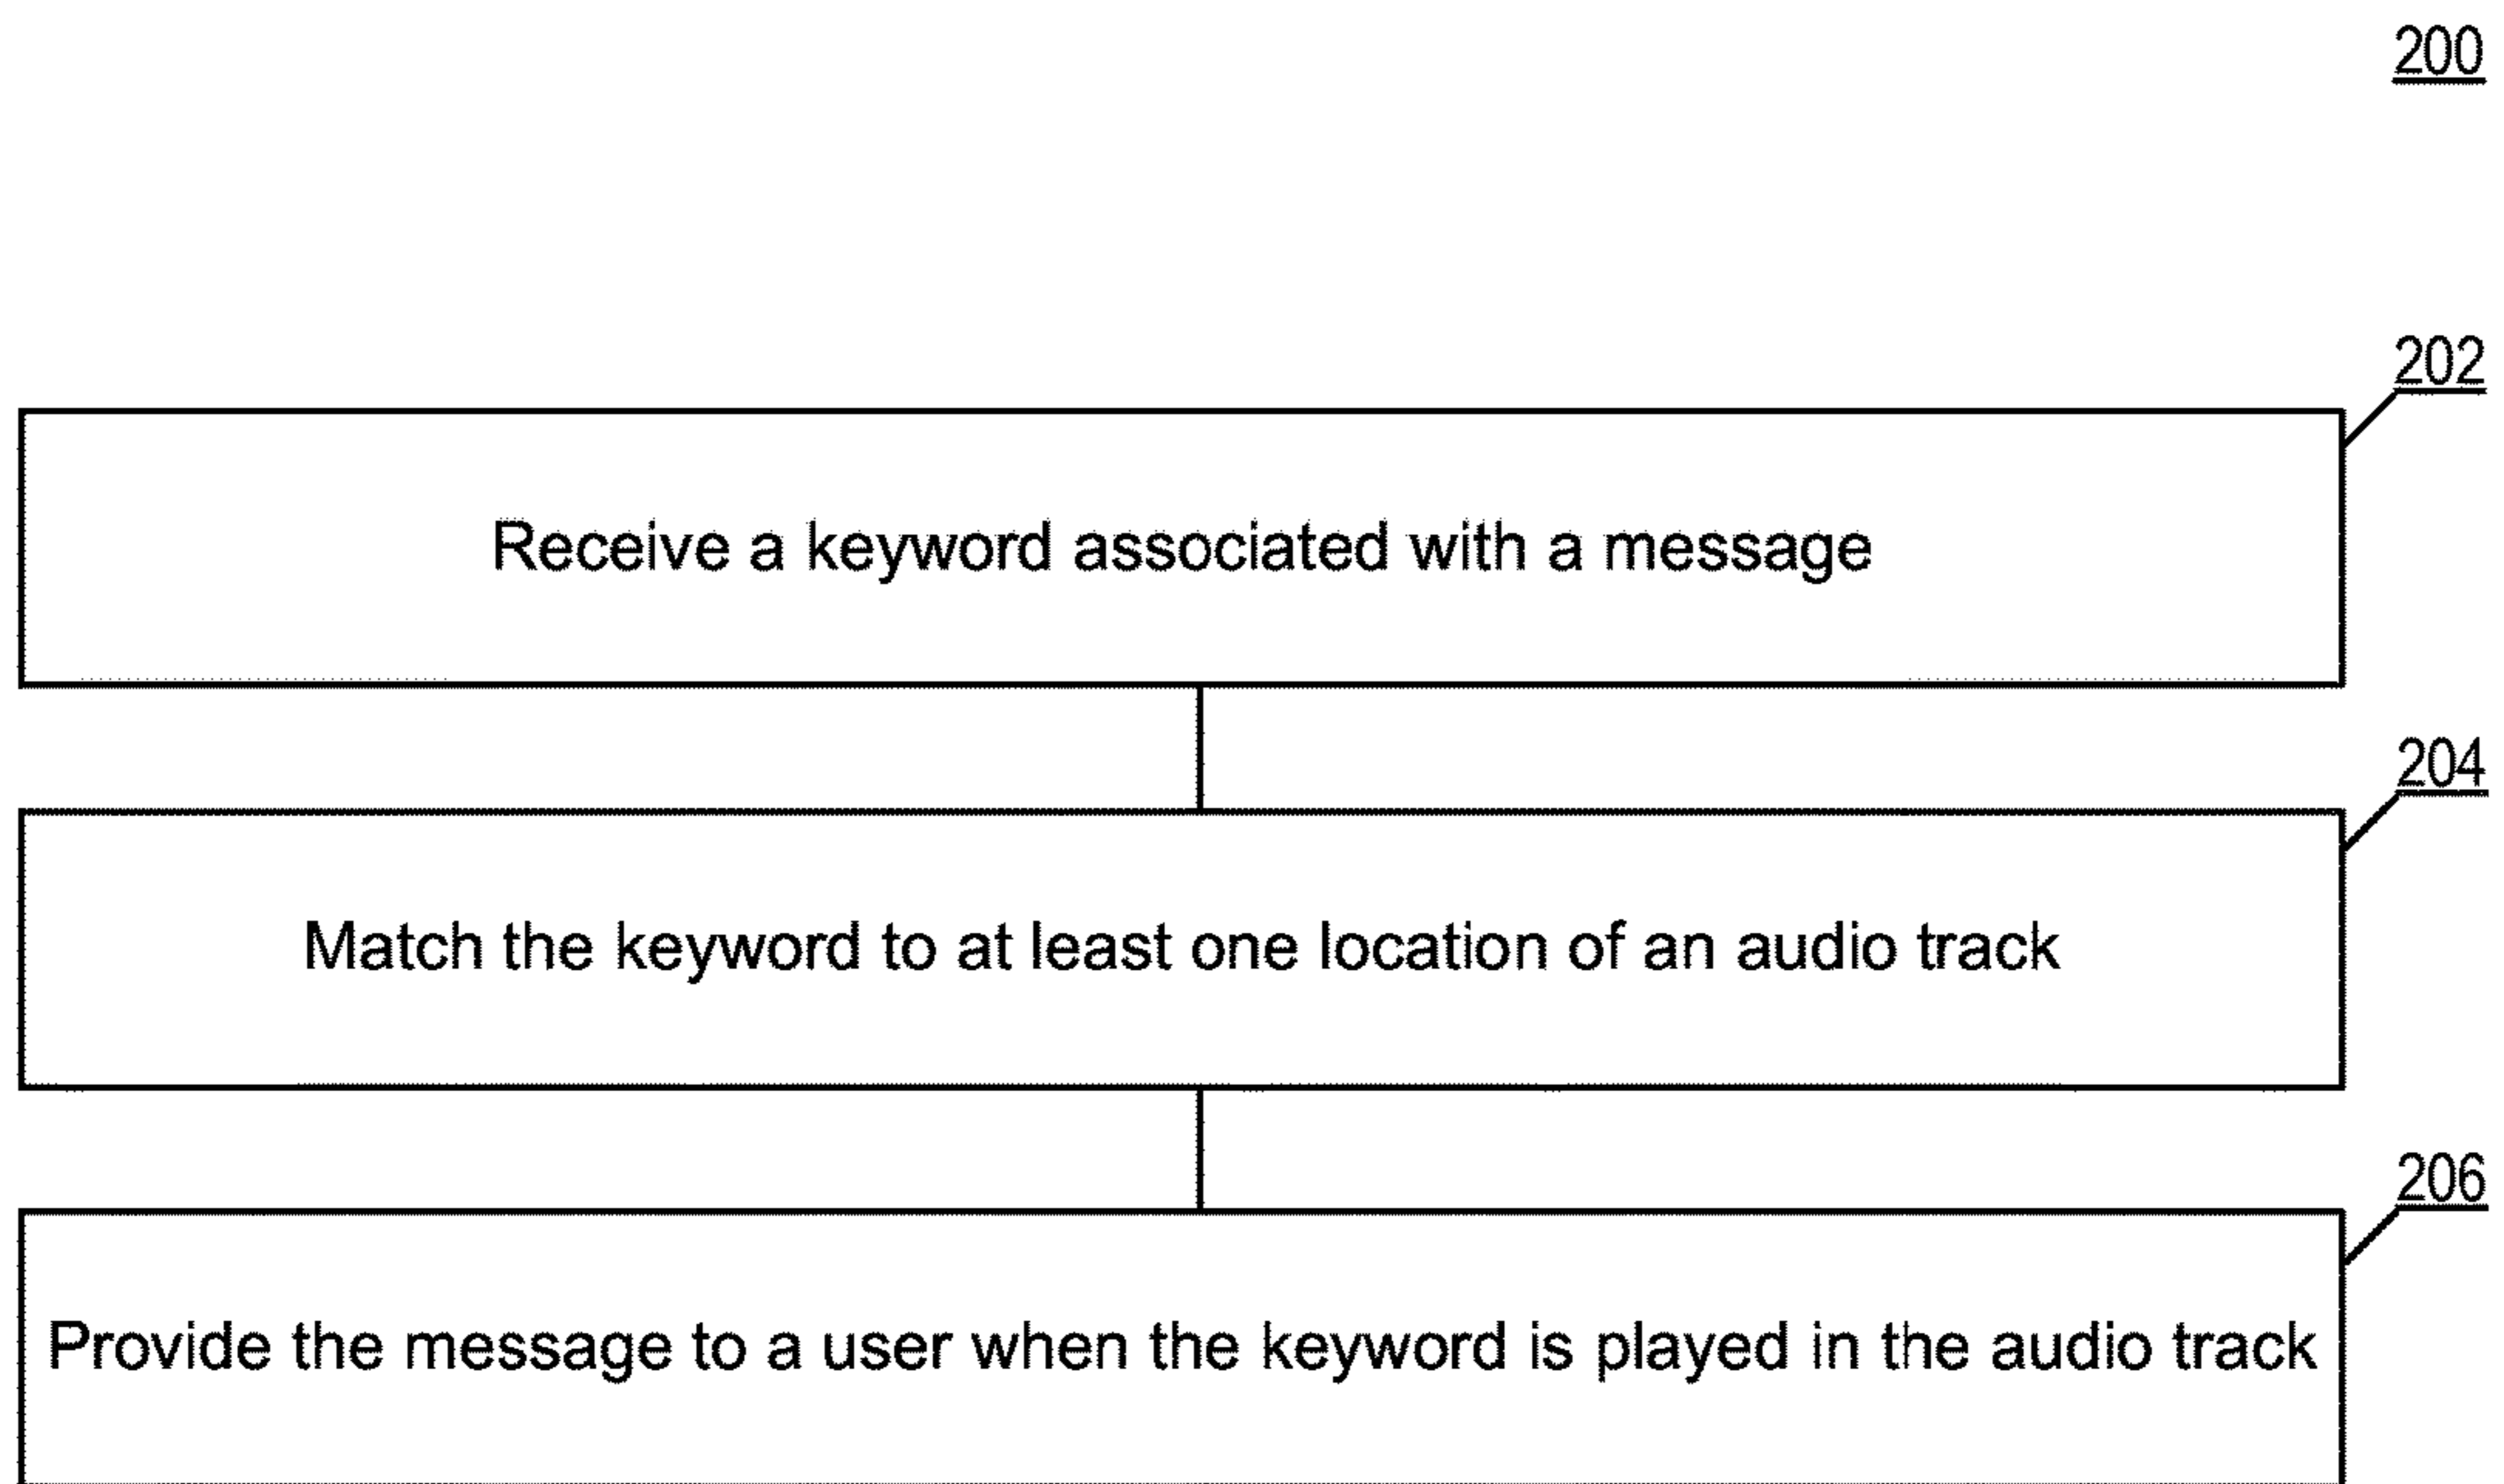 200
202
Receive a keyword associated with a message
204
Match the keyword to at least one location of an audio track
206
Provide the message to a user when the keyword is played in the audio track